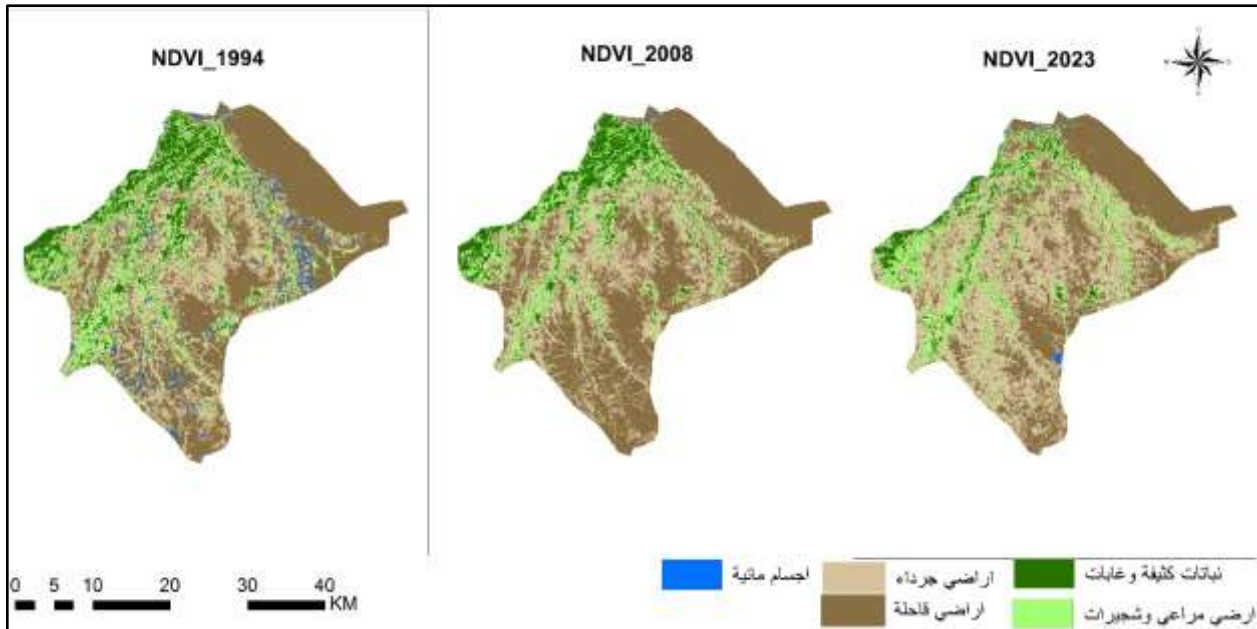 NDVI_1994
NDVI_2008
NDVI_2023
0 5 10 20 30 40
KM
نباتات كثيفة وغابات
ارضي مراعي وشجيرات
اراضي جرداء
اراضي قاحلة
اجسام مائية